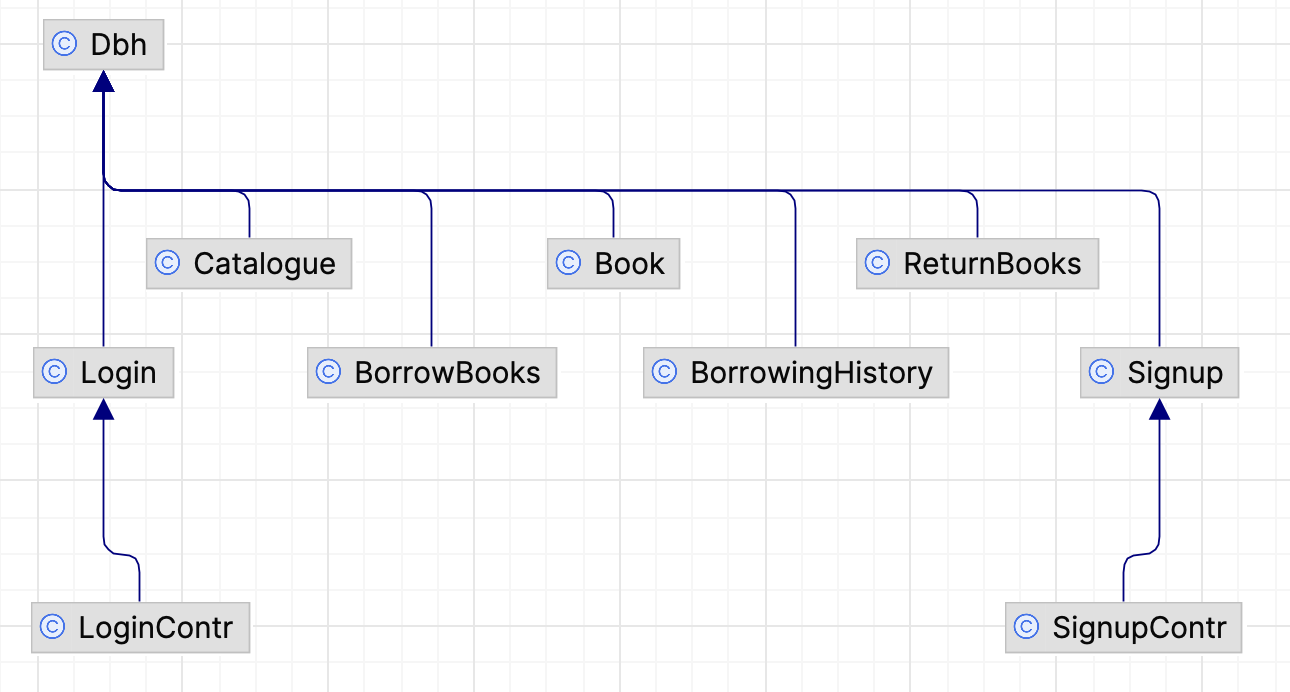 © Dbh
© Catalogue
© Book
© ReturnBooks
© Login
© BorrowBooks
© BorrowingHistory
© Signup
© LoginContr
© SignupContr